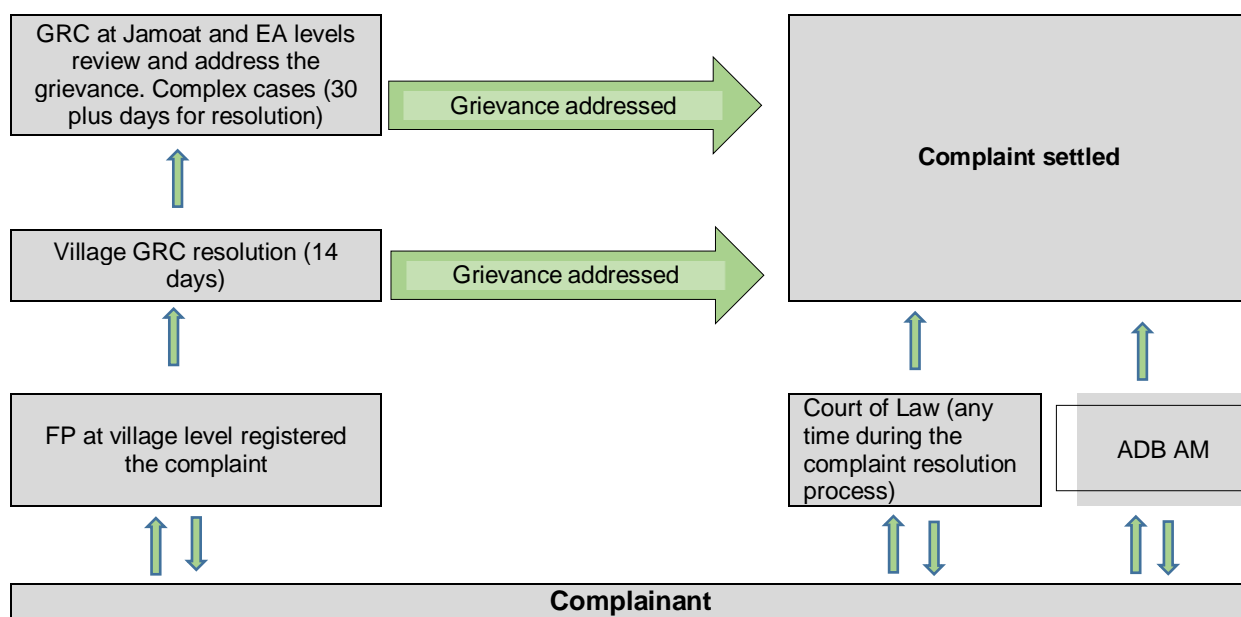 GRC at Jamoat and EA levels
review and address the
grievance. Complex cases (30
plus days for resolution)
Grievance addressed
Complaint settled
Village GRC resolution (14
days)
Grievance addressed
FP at village level registered
the complaint
Court of Law (any
time during the
complaint resolution
process)
ADB AM
Complainant